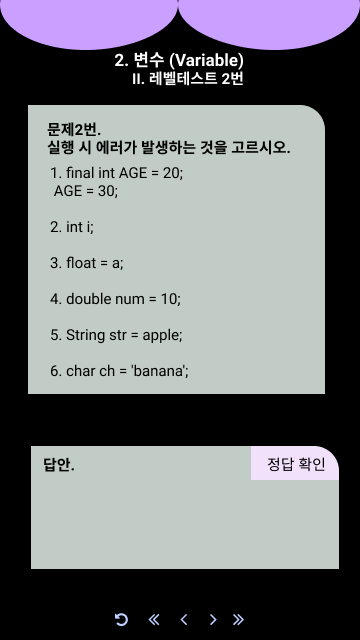 2. 변수 (Variable)
II. 레벨테스트 2번
문제2번.
실행 시 에러가 발생하는 것을 고르시오.
1. final int AGE = 20;
AGE = 30;
2. int i;
3. float = a;
4. double num = 10;
5. String str = apple;
6. char ch = 'banana';
답안.
정답 확인